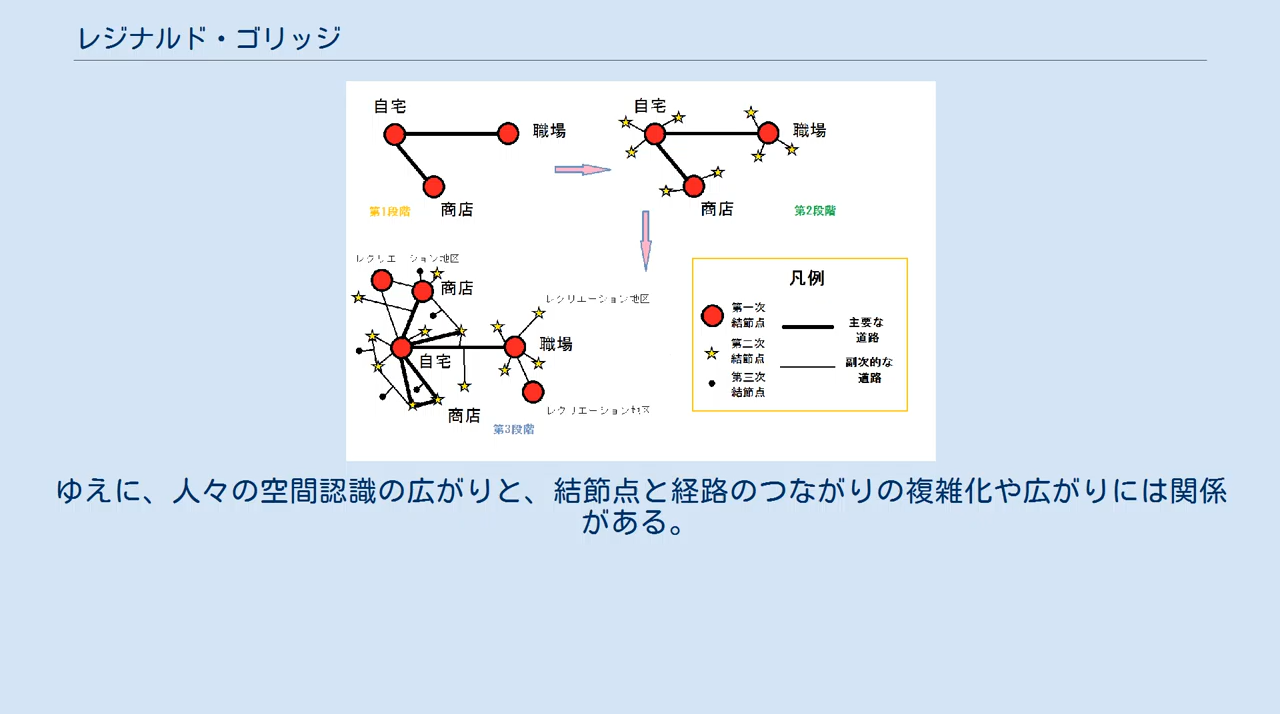 レジナルド・ゴリッジ
自宅
職場
商店
第1段階
自宅
職場
商店
第2段階
レクリエーション地区
商店
レクリエーション地区
職場
自宅
商店
レクリエーション地区
第3段階
凡例
第一次
結節点
主要な
道路
第二次
結節点
副次的な
道路
第三次
結節点
ゆえに、人々の空間認識の広がりと、結節点と経路のつながりの複雑化や広がりには関係
がある。